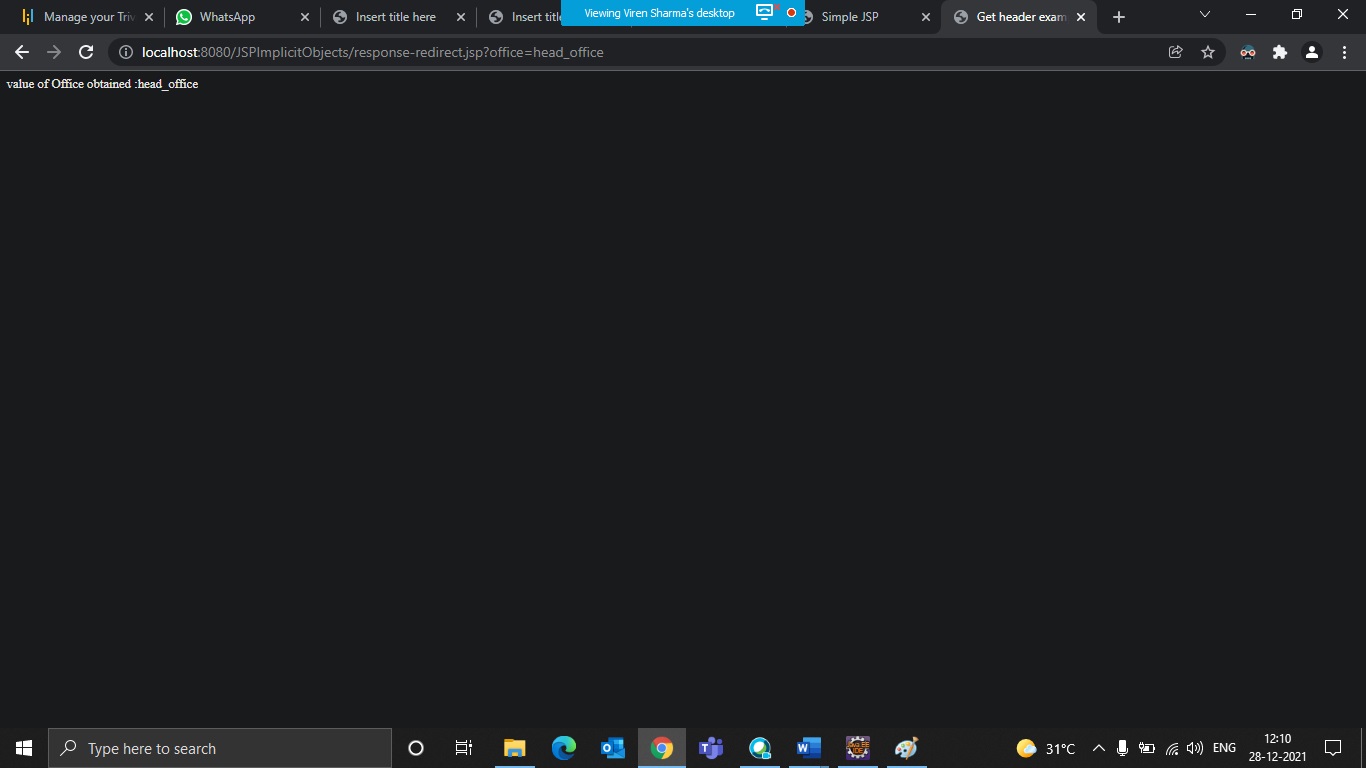 Manage your Triv
WhatsApp
Insert title here
Insert titl
Viewing Viren Sharma's desktop
Simple JSP
Get header exam
localhost:8080/JSPImplicitObjects/response-redirect.jsp?office=head_office
value of Office obtained :head_office
Type here to search
31°C
ENG
12:10
28-12-2021